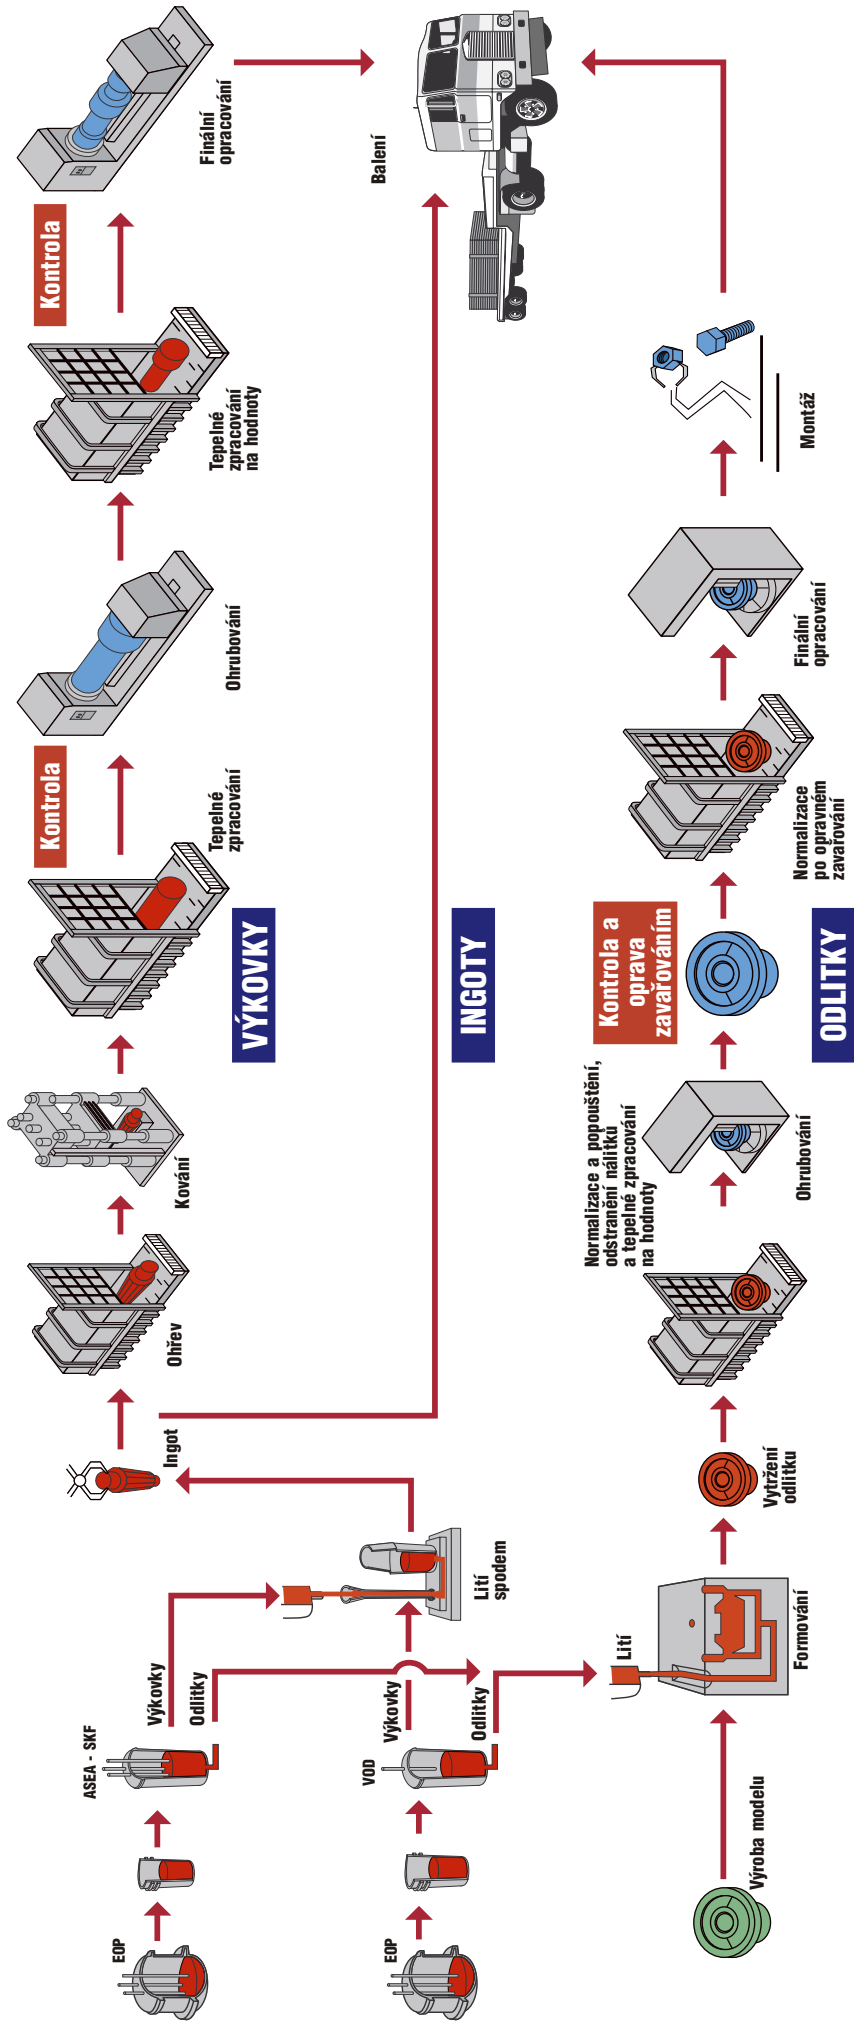 EOP
ASEA - SKF
Výkovky
Odlitky
EOP
VOD
Výkovky
Odlitky
Lití
spodem
Ingot
Ohřev
Kování
Tepelné
zpracování
Kontrola
Ohrubování
Tepelné
zpracování
na hodnoty
Kontrola
Finální
opracování
Balení
VÝKOVKY
INGOTY
ODLITKY
Výroba modelu
Lití
Formování
Vytržení
odlitku
Normalizace a popouštění,
odstranění nálitků
a tepelné zpracování
na hodnoty
Ohrubování
Kontrola a
oprava
zavařováním
Normalizace
po opravném
zavařování
Finální
opracování
Montáž